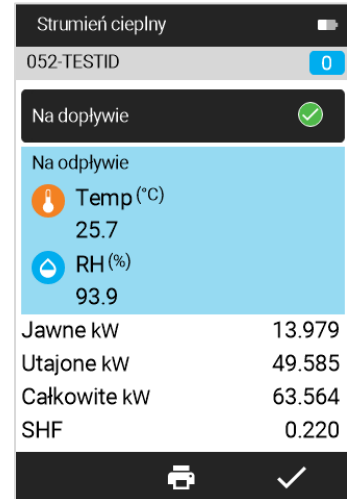 Strumień cieplny
052-TESTID 0
Na dopływie
Na odpływie
Temp (°C)
25.7
RH (%)
93.9
Jawne kW 13.979
Utajone kW 49.585
Całkowite kW 63.564
SHF 0.220